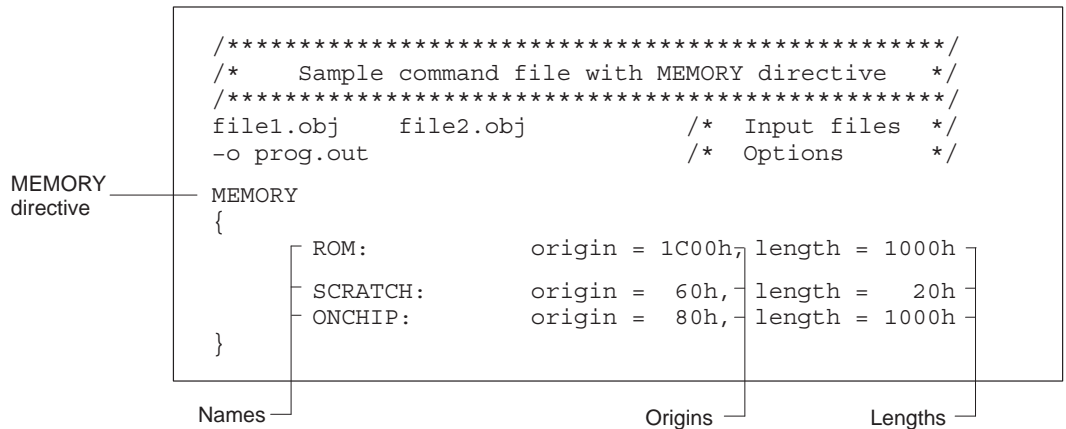 /**************************************************/
/*    Sample command file with MEMORY directive   */
/**************************************************/
file1.obj    file2.obj           /*  Input files  */
–o prog.out                      /*  Options      */
MEMORY
directive
MEMORY
{
ROM:           origin = 1C00h, length = 1000h
SCRATCH:       origin =   60h, length =   20h
ONCHIP:        origin =   80h, length = 1000h
}
Names
Origins
Lengths